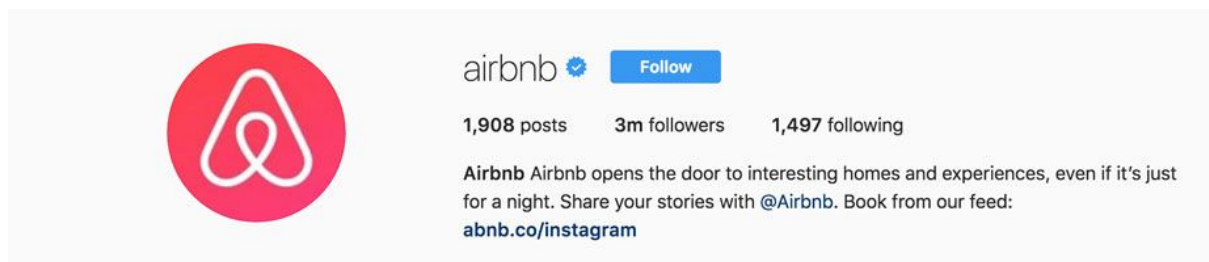 airbnb Follow
1,908 posts 3m followers 1,497 following
Airbnb Airbnb opens the door to interesting homes and experiences, even if it's just
for a night. Share your stories with @Airbnb. Book from our feed:
abnb.co/instagram